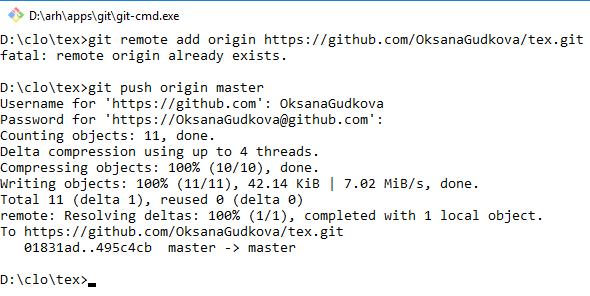 D:\arh\apps\git\git-cmd.exe
D:\clo\tex>git remote add origin https://github.com/OksanaGudkova/tex.git
fatal: remote origin already exists.
D:\clo\tex>git push origin master
Username for 'https://github.com': OksanaGudkova
Password for 'https://OksanaGudkova@github.com':
Counting objects: 11, done.
Delta compression using up to 4 threads.
Compressing objects: 100% (10/10), done.
Writing objects: 100% (11/11), 42.14 KiB | 7.02 MiB/s, done.
Total 11 (delta 1), reused 0 (delta 0)
remote: Resolving deltas: 100% (1/1), completed with 1 local object.
To https://github.com/OksanaGudkova/tex.git
   01831ad..495c4cb  master -> master
D:\clo\tex>